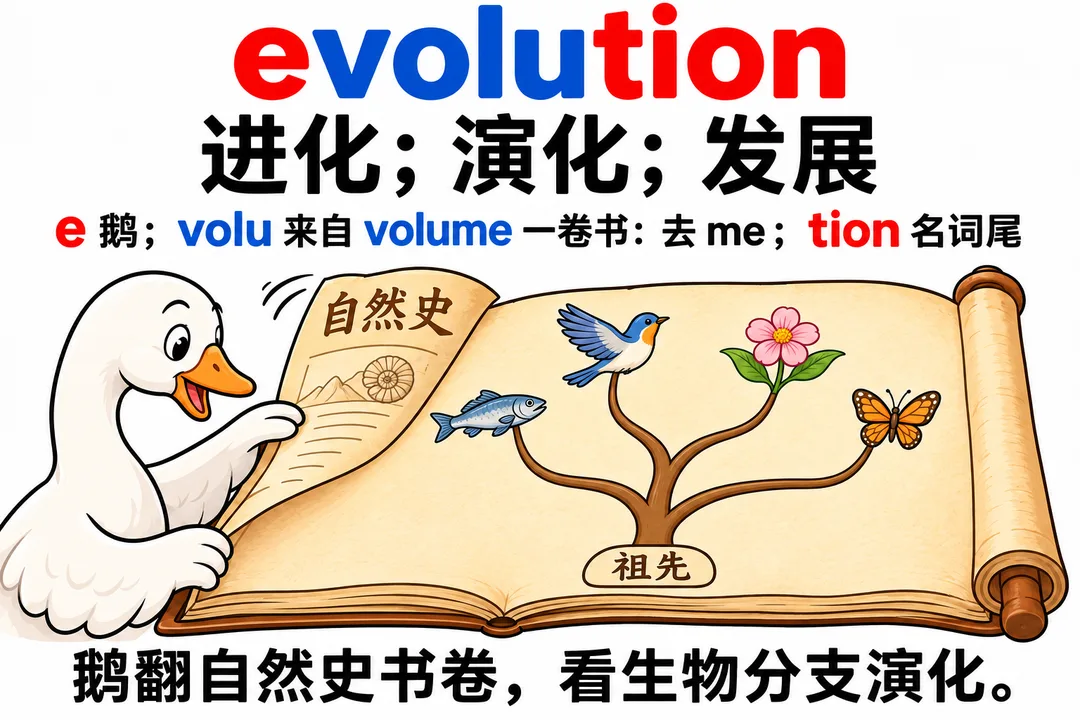 evolution
进化；演化；发展
e 鹅；volu 来自 volume 一卷书：去 me；tion 名词尾
自然史
祖先
鹅翻自然史书卷，看生物分支演化。